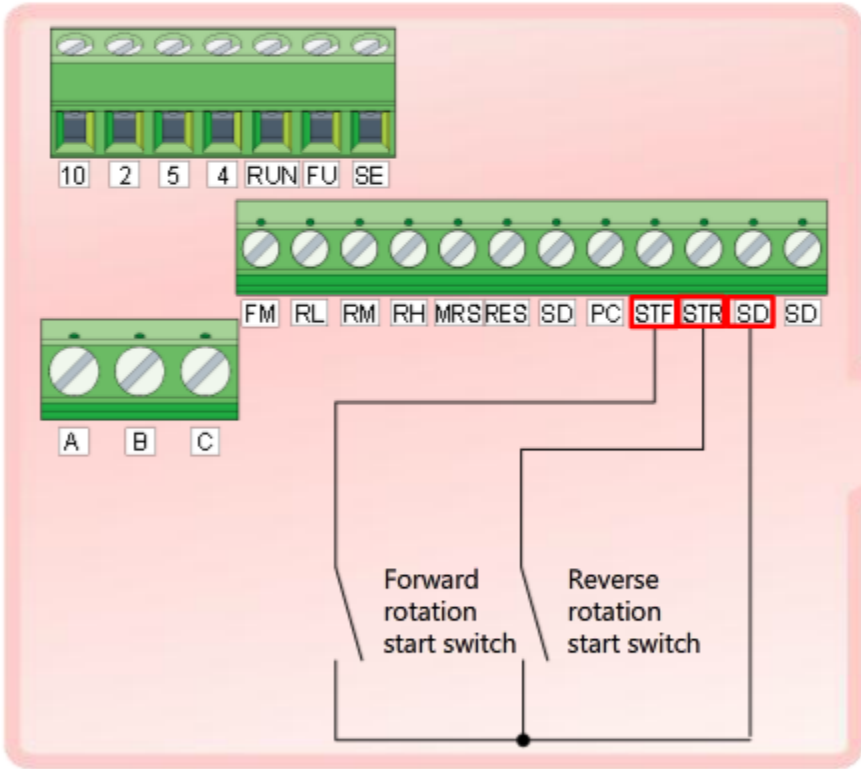 10 2 5 4 RUN FU SE
FM RL RM RH MRS RES SD PC STF STR SD SD
A B C
Forward
rotation
start switch
Reverse
rotation
start switch